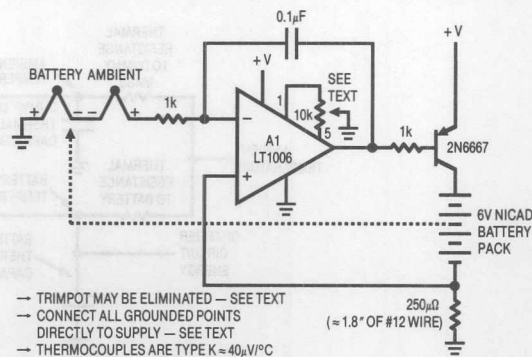 0.1µF
+V
+V
BATTERY AMBIENT
SEE
TEXT
1
10k
5
1k
+ – – +
–
+
A1
LT1006
1k
2N6667
6V NICAD
BATTERY
PACK
250µΩ
(≈ 1.8" OF #12 WIRE)
→ TRIMPOT MAY BE ELIMINATED — SEE TEXT
→ CONNECT ALL GROUNDED POINTS
DIRECTLY TO SUPPLY — SEE TEXT
→ THERMOCOUPLES ARE TYPE K ≈ 40µV/°C